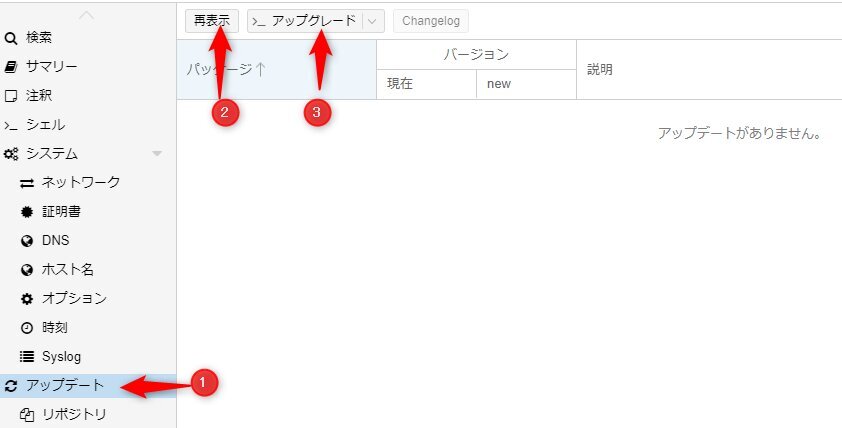 検索
サマリー
注釈
>_ シェル
システム
ネットワーク
証明書
DNS
ホスト名
オプション
時刻
Syslog
アップデート
リポジトリ
再表示 >_ アップグレード Changelog
パッケージ↑ バージョン 説明
現在 new
アップデートがありません。
1
2
3